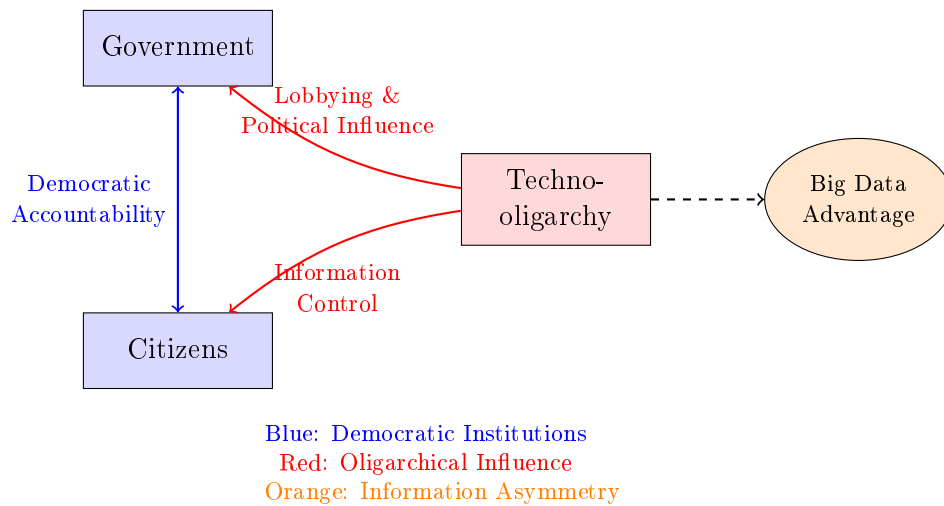 Government
Lobbying &
Political Influence
Democratic
Accountability
Techno-
oligarchy
Big Data
Advantage
Information
Control
Citizens
Blue: Democratic Institutions
Red: Oligarchical Influence
Orange: Information Asymmetry